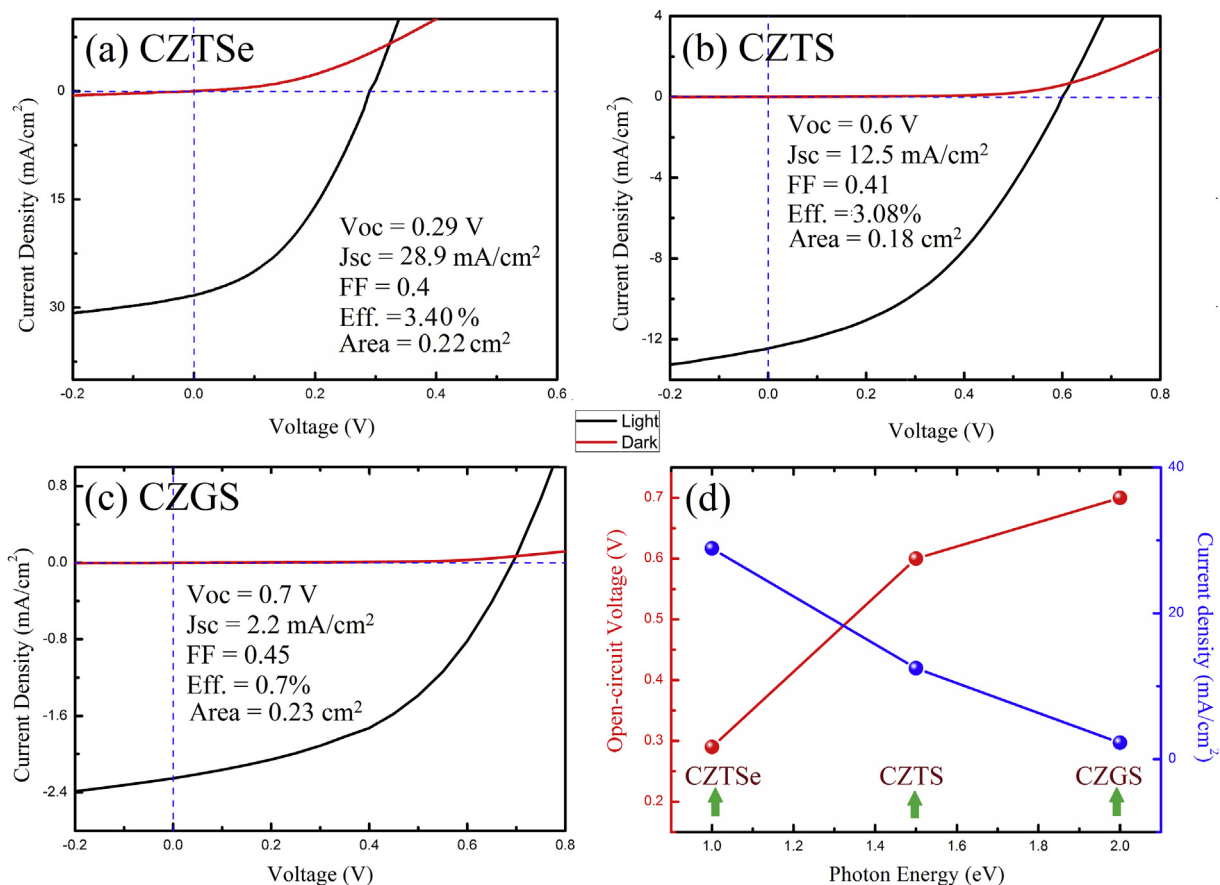 (a) CZTSe
0
15
30
Current Density (mA/cm²)
Voc = 0.29 V
Jsc = 28.9 mA/cm²
FF = 0.4
Eff. = 3.40 %
Area = 0.22 cm²
-0.2 0.0 0.2 0.4 0.6
Voltage (V)
(b) CZTS
4
0
-4
-8
-12
Current Density (mA/cm²)
Voc = 0.6 V
Jsc = 12.5 mA/cm²
FF = 0.41
Eff. = 3.08%
Area = 0.18 cm²
-0.2 0.0 0.2 0.4 0.6 0.8
Voltage (V)
Light
Dark
(c) CZGS
0.8
0.0
-0.8
-1.6
-2.4
Current Density (mA/cm²)
Voc = 0.7 V
Jsc = 2.2 mA/cm²
FF = 0.45
Eff. = 0.7%
Area = 0.23 cm²
-0.2 0.0 0.2 0.4 0.6 0.8
Voltage (V)
(d)
0.7
0.6
0.5
0.4
0.3
0.2
Open-circuit Voltage (V)
40
20
0
Current density (mA/cm²)
CZTSe CZTS CZGS
1.0 1.2 1.4 1.6 1.8 2.0
Photon Energy (eV)